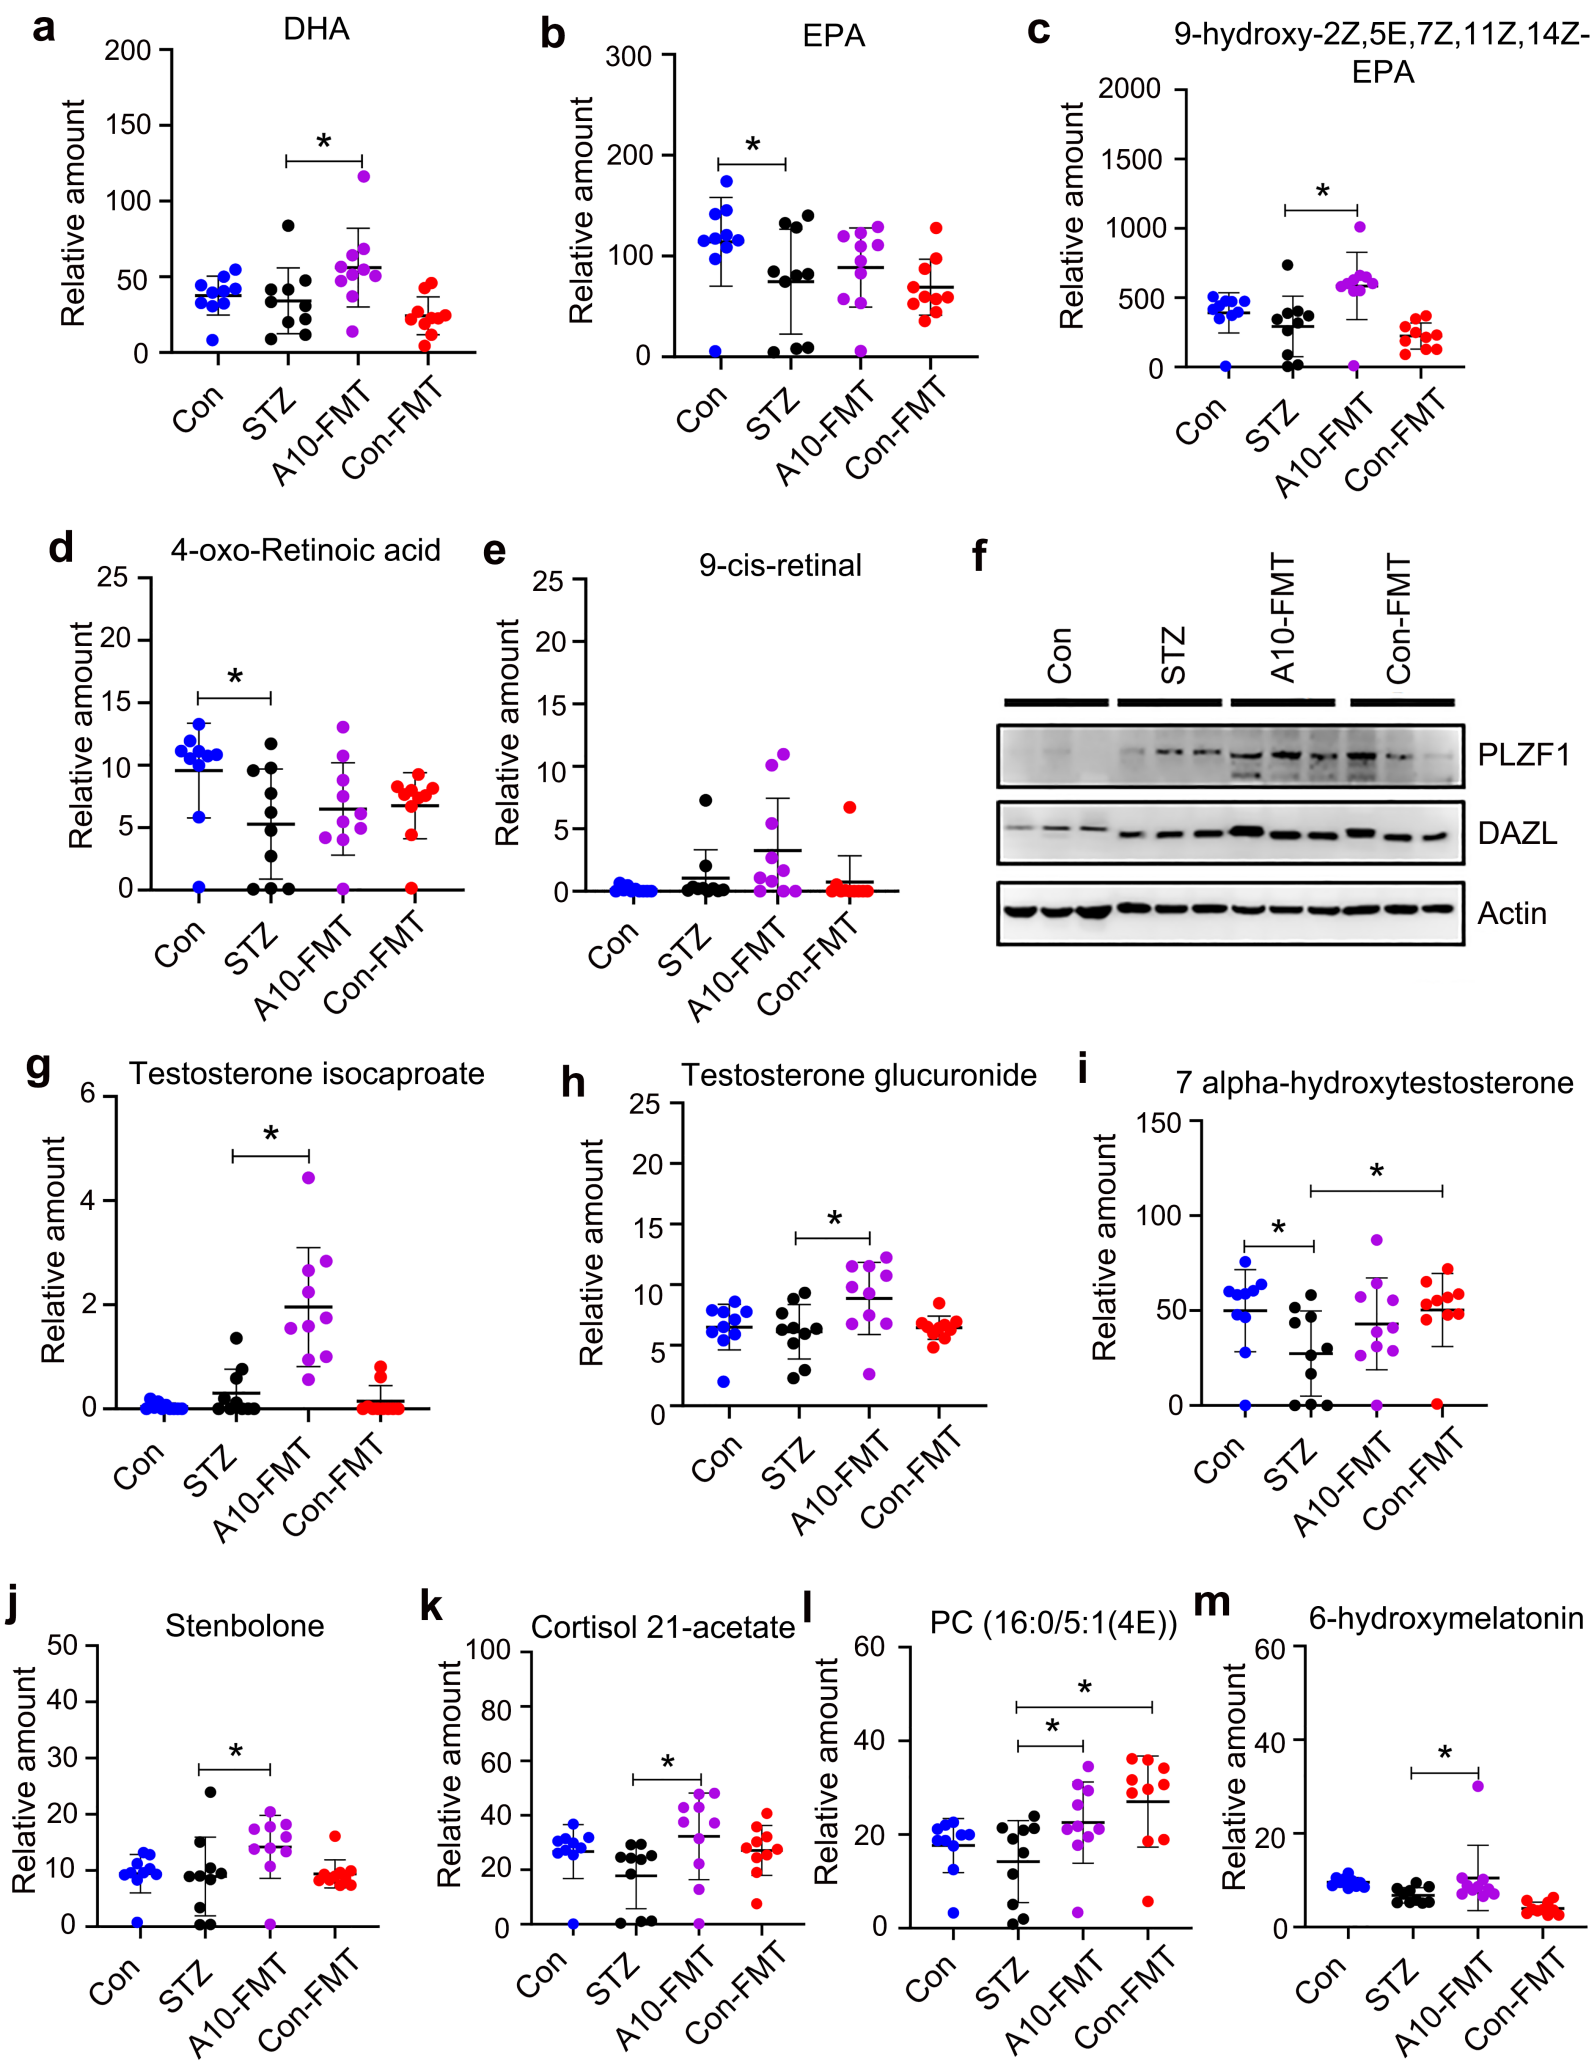 a
DHA
200
150
100
50
0
Relative amount
*
Con
STZ
A10-FMT
Con-FMT
b
EPA
300
200
100
0
Relative amount
*
Con
STZ
A10-FMT
Con-FMT
c
9-hydroxy-2Z,5E,7Z,11Z,14Z-
EPA
2000
1500
1000
500
0
Relative amount
*
Con
STZ
A10-FMT
Con-FMT
d
4-oxo-Retinoic acid
25
20
15
10
5
0
Relative amount
*
Con
STZ
A10-FMT
Con-FMT
e
9-cis-retinal
25
20
15
10
5
0
Relative amount
Con
STZ
A10-FMT
Con-FMT
f
Con
STZ
A10-FMT
Con-FMT
PLZF1
DAZL
Actin
g
Testosterone isocaproate
6
4
2
0
Relative amount
*
Con
STZ
A10-FMT
Con-FMT
h
Testosterone glucuronide
25
20
15
10
5
0
Relative amount
*
Con
STZ
A10-FMT
Con-FMT
i
7 alpha-hydroxytestosterone
150
100
50
0
Relative amount
*
*
Con
STZ
A10-FMT
Con-FMT
j
Stenbolone
50
40
30
20
10
0
Relative amount
*
Con
STZ
A10-FMT
Con-FMT
k
Cortisol 21-acetate
100
80
60
40
20
0
Relative amount
*
Con
STZ
A10-FMT
Con-FMT
l
PC (16:0/5:1(4E))
60
40
20
0
Relative amount
*
*
Con
STZ
A10-FMT
Con-FMT
m
6-hydroxymelatonin
60
40
20
0
Relative amount
*
Con
STZ
A10-FMT
Con-FMT